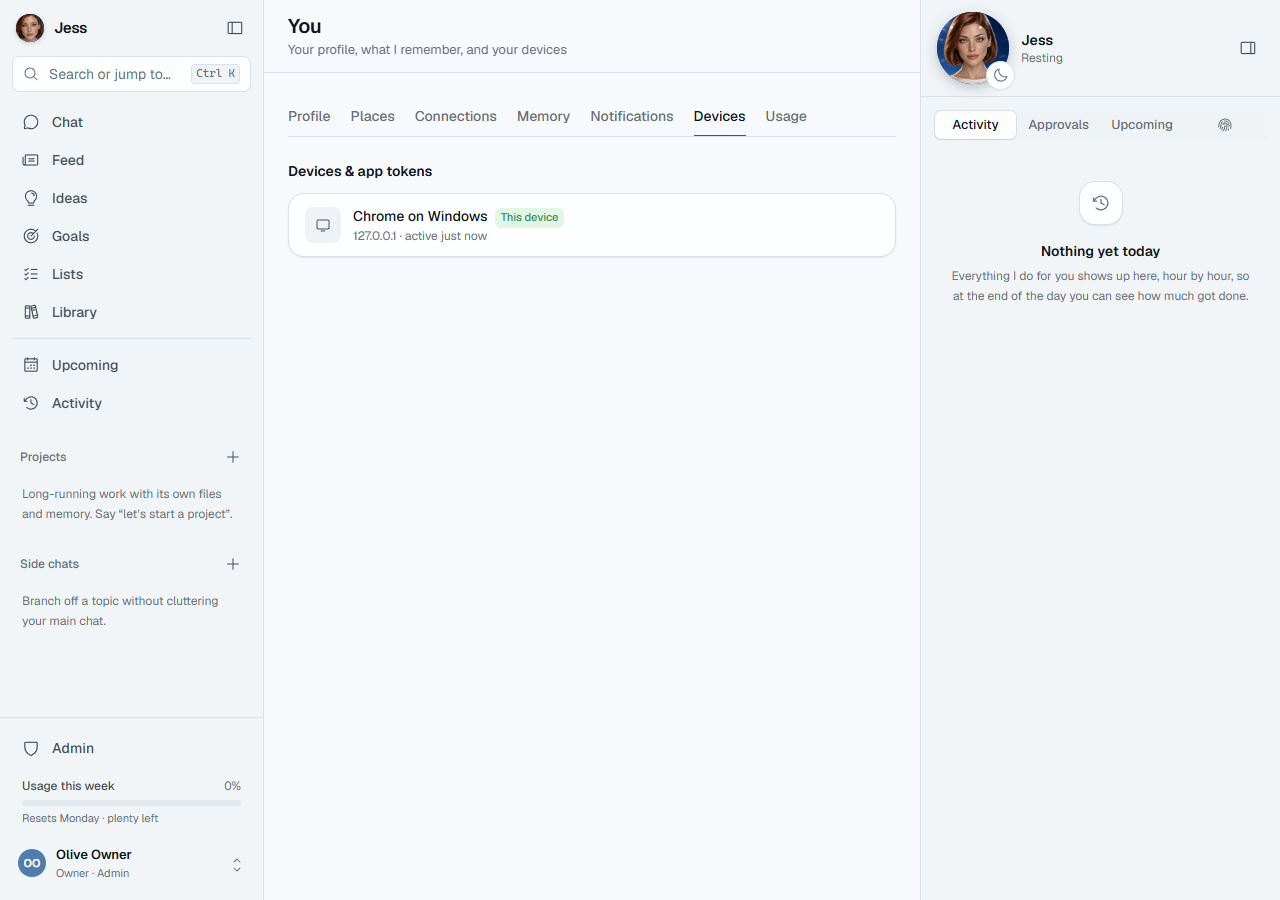 Jess
Search or jump to...
Ctrl K
Chat
Feed
Ideas
Goals
Lists
Library
Upcoming
Activity
Projects
Long-running work with its own files
and memory. Say “let’s start a project”.
Side chats
Branch off a topic without cluttering
your main chat.
Admin
Usage this week 0%
Resets Monday · plenty left
OO
Olive Owner
Owner · Admin
You
Your profile, what I remember, and your devices
Profile Places Connections Memory Notifications Devices Usage
Devices & app tokens
Chrome on Windows This device
127.0.0.1 · active just now
Jess
Resting
Activity Approvals Upcoming
Nothing yet today
Everything I do for you shows up here, hour by hour, so
at the end of the day you can see how much got done.